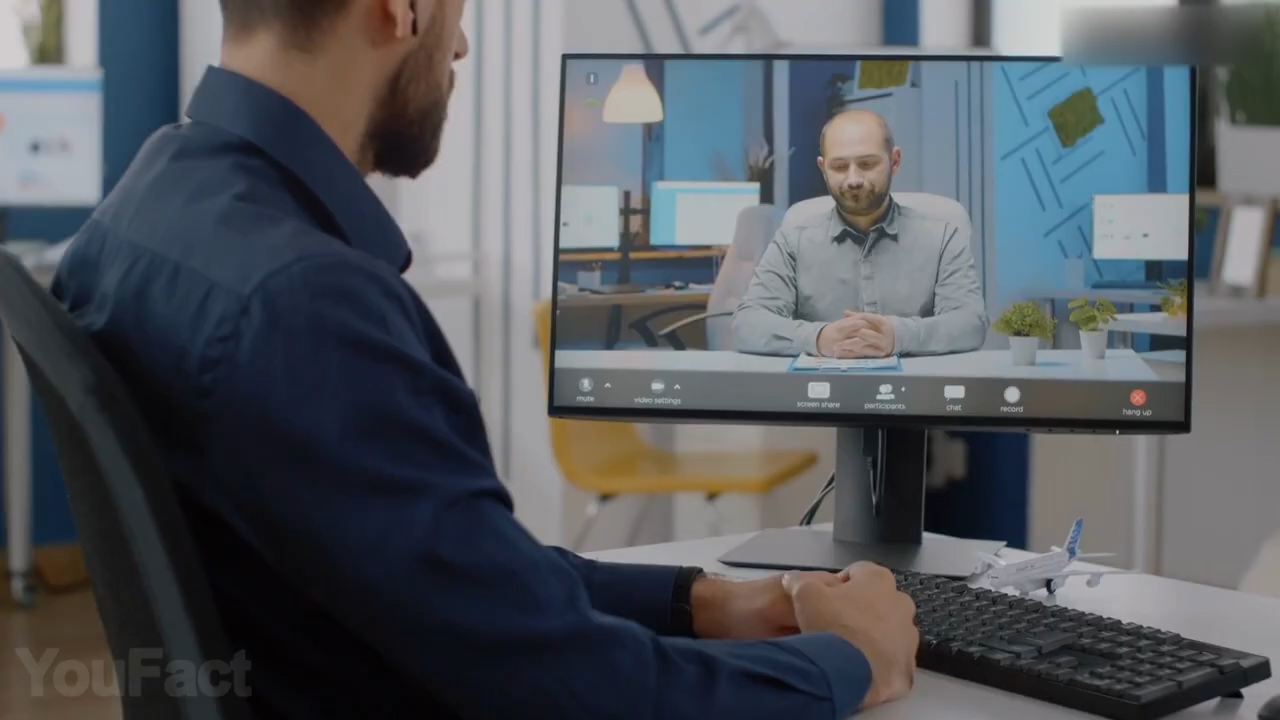 mute
video settings
screen share
participants
chat
record
hang up
YouFact